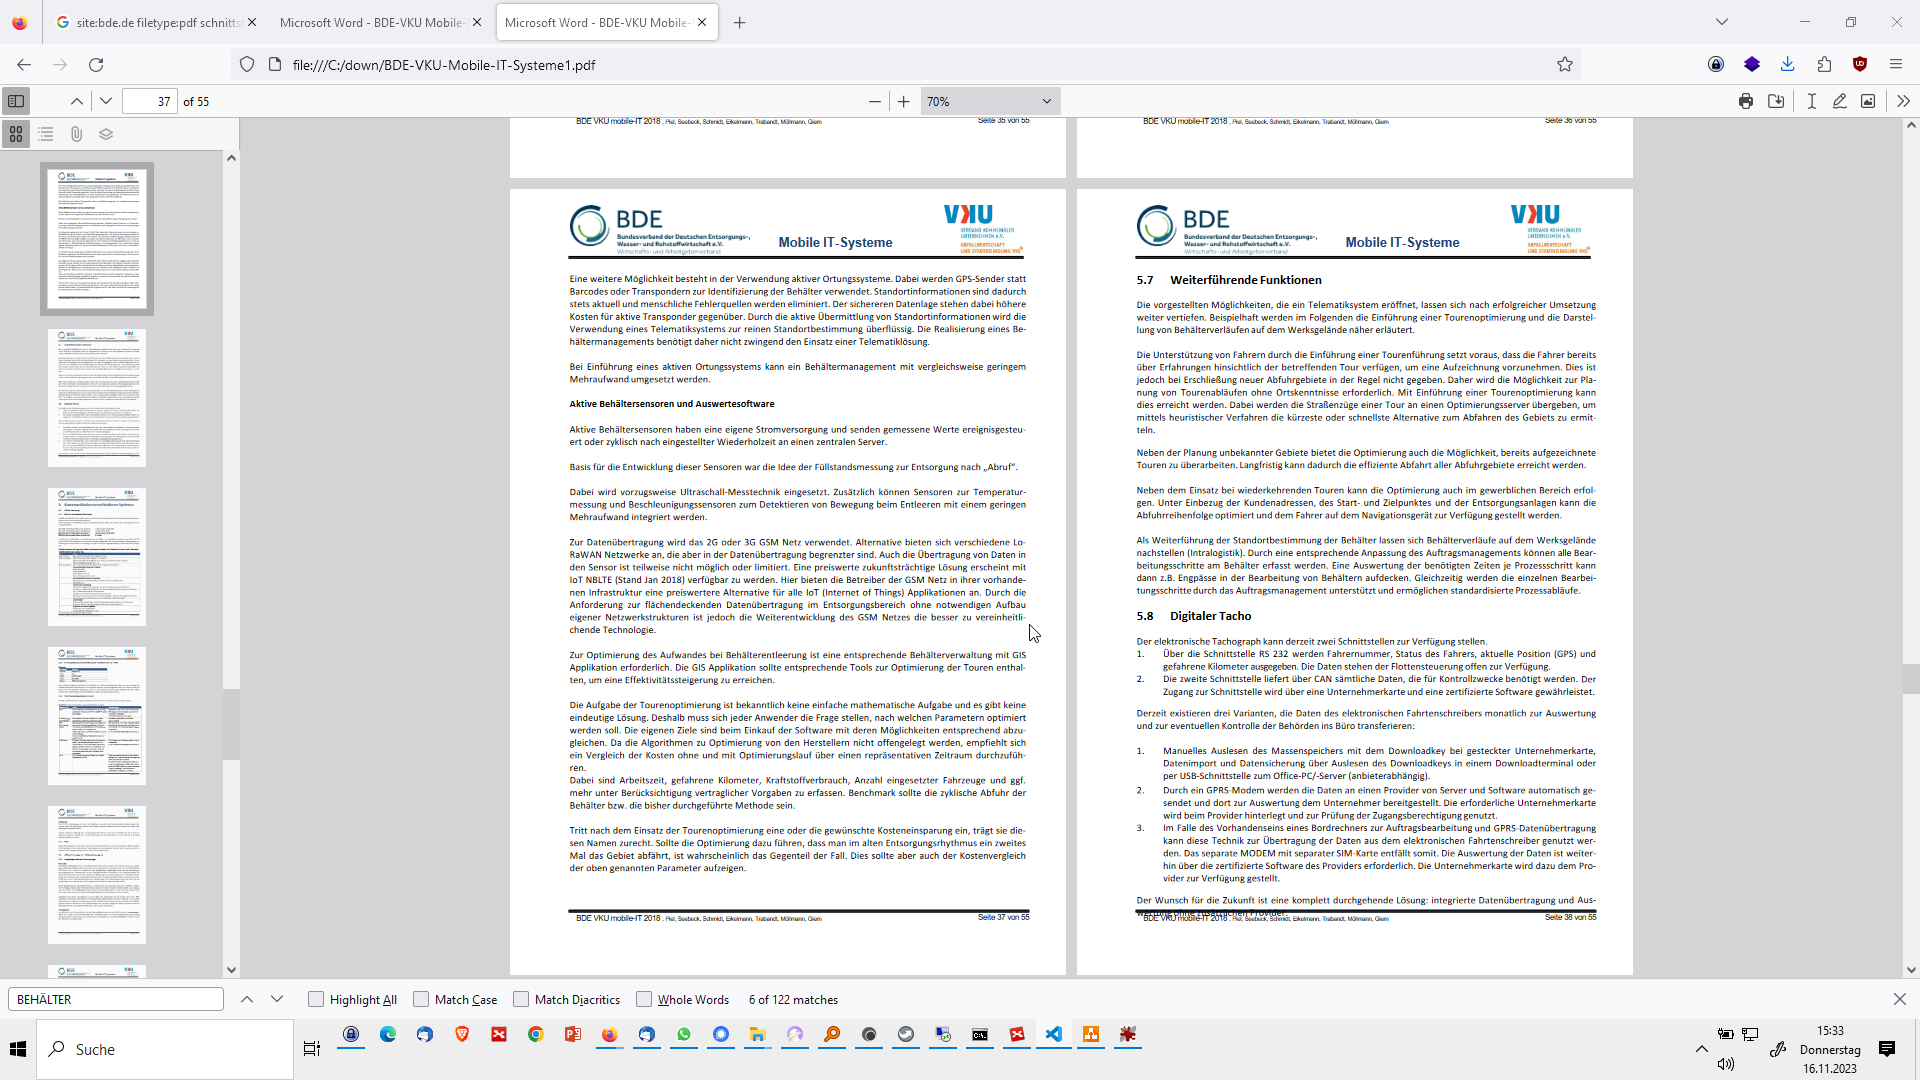 site:bde.de filetype:pdf schnitts
Microsoft Word - BDE-VKU Mobile-
Microsoft Word - BDE-VKU Mobile-
file:///C:/down/BDE-VKU-Mobile-IT-Systeme1.pdf
37 of 55
70%
BDE VKU mobile-IT 2018 , Piel, Seebeck, Schmidt, Eikelmann, Trabandt, Möllmann, Giem
Seite 35 von 55
BDE VKU mobile-IT 2018 , Piel, Seebeck, Schmidt, Eikelmann, Trabandt, Möllmann, Giem
Seite 36 von 55
BDE
Bundesverband der Deutschen Entsorgungs-,
Wasser- und Rohstoffwirtschaft e.V.
Wirtschafts- und Arbeitgeberverband
Mobile IT-Systeme
VKU
VERBAND KOMMUNALER
UNTERNEHMEN e.V.
ABFALLWIRTSCHAFT
UND STADTREINIGUNG VKS
Eine weitere Möglichkeit besteht in der Verwendung aktiver Ortungssysteme. Dabei werden GPS-Sender statt
Barcodes oder Transpondern zur Identifizierung der Behälter verwendet. Standortinformationen sind dadurch
stets aktuell und menschliche Fehlerquellen werden eliminiert. Der sichereren Datenlage stehen dabei höhere
Kosten für aktive Transponder gegenüber. Durch die aktive Übermittlung von Standortinformationen wird die
Verwendung eines Telematiksystems zur reinen Standortbestimmung überflüssig. Die Realisierung eines Be-
hältermanagements benötigt daher nicht zwingend den Einsatz einer Telematiklösung.
Bei Einführung eines aktiven Ortungssystems kann ein Behältermanagement mit vergleichsweise geringem
Mehraufwand umgesetzt werden.
Aktive Behältersensoren und Auswertesoftware
Aktive Behältersensoren haben eine eigene Stromversorgung und senden gemessene Werte ereignisgesteu-
ert oder zyklisch nach eingestellter Wiederholzeit an einen zentralen Server.
Basis für die Entwicklung dieser Sensoren war die Idee der Füllstandsmessung zur Entsorgung nach „Abruf“.
Dabei wird vorzugsweise Ultraschall-Messtechnik eingesetzt. Zusätzlich können Sensoren zur Temperatur-
messung und Beschleunigungssensoren zum Detektieren von Bewegung beim Entleeren mit einem geringen
Mehraufwand integriert werden.
Zur Datenübertragung wird das 2G oder 3G GSM Netz verwendet. Alternative bieten sich verschiedene Lo-
RaWAN Netzwerke an, die aber in der Datenübertragung begrenzter sind. Auch die Übertragung von Daten in
den Sensor ist teilweise nicht möglich oder limitiert. Eine preiswerte zukunftsträchtige Lösung erscheint mit
IoT NBLTE (Stand Jan 2018) verfügbar zu werden. Hier bieten die Betreiber der GSM Netz in ihrer vorhande-
nen Infrastruktur eine preiswertere Alternative für alle IoT (Internet of Things) Applikationen an. Durch die
Anforderung zur flächendeckenden Datenübertragung im Entsorgungsbereich ohne notwendigen Aufbau
eigener Netzwerkstrukturen ist jedoch die Weiterentwicklung des GSM Netzes die besser zu vereinheitli-
chende Technologie.
Zur Optimierung des Aufwandes bei Behälterentleerung ist eine entsprechende Behälterverwaltung mit GIS
Applikation erforderlich. Die GIS Applikation sollte entsprechende Tools zur Optimierung der Touren enthal-
ten, um eine Effektivitätssteigerung zu erreichen.
Die Aufgabe der Tourenoptimierung ist bekanntlich keine einfache mathematische Aufgabe und es gibt keine
eindeutige Lösung. Deshalb muss sich jeder Anwender die Frage stellen, nach welchen Parametern optimiert
werden soll. Die eigenen Ziele sind beim Einkauf der Software mit deren Möglichkeiten entsprechend abzu-
gleichen. Da die Algorithmen zu Optimierung von den Herstellern nicht offengelegt werden, empfiehlt sich
ein Vergleich der Kosten ohne und mit Optimierungslauf über einen repräsentativen Zeitraum durchzufüh-
ren.
Dabei sind Arbeitszeit, gefahrene Kilometer, Kraftstoffverbrauch, Anzahl eingesetzter Fahrzeuge und ggf.
mehr unter Berücksichtigung vertraglicher Vorgaben zu erfassen. Benchmark sollte die zyklische Abfuhr der
Behälter bzw. die bisher durchgeführte Methode sein.
Tritt nach dem Einsatz der Tourenoptimierung eine oder die gewünschte Kosteneinsparung ein, trägt sie die-
sen Namen zurecht. Sollte die Optimierung dazu führen, dass man im alten Entsorgungsrhythmus ein zweites
Mal das Gebiet abfährt, ist wahrscheinlich das Gegenteil der Fall. Dies sollte aber auch der Kostenvergleich
der oben genannten Parameter aufzeigen.
BDE VKU mobile-IT 2018 , Piel, Seebeck, Schmidt, Eikelmann, Trabandt, Möllmann, Giem
Seite 37 von 55
BDE
Bundesverband der Deutschen Entsorgungs-,
Wasser- und Rohstoffwirtschaft e.V.
Wirtschafts- und Arbeitgeberverband
Mobile IT-Systeme
VKU
VERBAND KOMMUNALER
UNTERNEHMEN e.V.
ABFALLWIRTSCHAFT
UND STADTREINIGUNG VKS
5.7 Weiterführende Funktionen
Die vorgestellten Möglichkeiten, die ein Telematiksystem eröffnet, lassen sich nach erfolgreicher Umsetzung
weiter vertiefen. Beispielhaft werden im Folgenden die Einführung einer Tourenoptimierung und die Darstel-
lung von Behälterverläufen auf dem Werksgelände näher erläutert.
Die Unterstützung von Fahrern durch die Einführung einer Tourenführung setzt voraus, dass die Fahrer bereits
über Erfahrungen hinsichtlich der betreffenden Tour verfügen, um eine Aufzeichnung vorzunehmen. Dies ist
jedoch bei Erschließung neuer Abfuhrgebiete in der Regel nicht gegeben. Daher wird die Möglichkeit zur Pla-
nung von Tourenabläufen ohne Ortskenntnisse erforderlich. Mit Einführung einer Tourenoptimierung kann
dies erreicht werden. Dabei werden die Straßenzüge einer Tour an einen Optimierungsserver übergeben, um
mittels heuristischer Verfahren die kürzeste oder schnellste Alternative zum Abfahren des Gebiets zu ermit-
teln.
Neben der Planung unbekannter Gebiete bietet die Optimierung auch die Möglichkeit, bereits aufgezeichnete
Touren zu überarbeiten. Langfristig kann dadurch die effiziente Abfahrt aller Abfuhrgebiete erreicht werden.
Neben dem Einsatz bei wiederkehrenden Touren kann die Optimierung auch im gewerblichen Bereich erfol-
gen. Unter Einbezug der Kundenadressen, des Start- und Zielpunktes und der Entsorgungsanlagen kann die
Abfuhrreihenfolge optimiert und dem Fahrer auf dem Navigationsgerät zur Verfügung gestellt werden.
Als Weiterführung der Standortbestimmung der Behälter lassen sich Behälterverläufe auf dem Werksgelände
nachstellen (Intralogistik). Durch eine entsprechende Anpassung des Auftragsmanagements können alle Bear-
beitungsschritte am Behälter erfasst werden. Eine Auswertung der benötigten Zeiten je Prozessschritt kann
dann z.B. Engpässe in der Bearbeitung von Behältern aufdecken. Gleichzeitig werden die einzelnen Bearbei-
tungsschritte durch das Auftragsmanagement unterstützt und ermöglichen standardisierte Prozessabläufe.
5.8 Digitaler Tacho
Der elektronische Tachograph kann derzeit zwei Schnittstellen zur Verfügung stellen.
1. Über die Schnittstelle RS 232 werden Fahrernummer, Status des Fahrers, aktuelle Position (GPS) und
gefahrene Kilometer ausgegeben. Die Daten stehen der Flottensteuerung offen zur Verfügung.
2. Die zweite Schnittstelle liefert über CAN sämtliche Daten, die für Kontrollzwecke benötigt werden. Der
Zugang zur Schnittstelle wird über eine Unternehmerkarte und eine zertifizierte Software gewährleistet.
Derzeit existieren drei Varianten, die Daten des elektronischen Fahrtenschreibers monatlich zur Auswertung
und zur eventuellen Kontrolle der Behörden ins Büro transferieren:
1. Manuelles Auslesen des Massenspeichers mit dem Downloadkey bei gesteckter Unternehmerkarte,
Datenimport und Datensicherung über Auslesen des Downloadkeys in einem Downloadterminal oder
per USB-Schnittstelle zum Office-PC/-Server (anbieterabhängig).
2. Durch ein GPRS-Modem werden die Daten an einen Provider von Server und Software automatisch ge-
sendet und dort zur Auswertung dem Unternehmer bereitgestellt. Die erforderliche Unternehmerkarte
wird beim Provider hinterlegt und zur Prüfung der Zugangsberechtigung genutzt.
3. Im Falle des Vorhandenseins eines Bordrechners zur Auftragsbearbeitung und GPRS-Datenübertragung
kann diese Technik zur Übertragung der Daten aus dem elektronischen Fahrtenschreiber genutzt wer-
den. Das separate MODEM mit separater SIM-Karte entfällt somit. Die Auswertung der Daten ist weiter-
hin über die zertifizierte Software des Providers erforderlich. Die Unternehmerkarte wird dazu dem Pro-
vider zur Verfügung gestellt.
Der Wunsch für die Zukunft ist eine komplett durchgehende Lösung: integrierte Datenübertragung und Aus-
wertung ohne zusätzlichen Provider.
BDE VKU mobile-IT 2018 , Piel, Seebeck, Schmidt, Eikelmann, Trabandt, Möllmann, Giem
Seite 38 von 55
BEHÄLTER
Highlight All
Match Case
Match Diacritics
Whole Words
6 of 122 matches
Suche
15:33
Donnerstag
16.11.2023